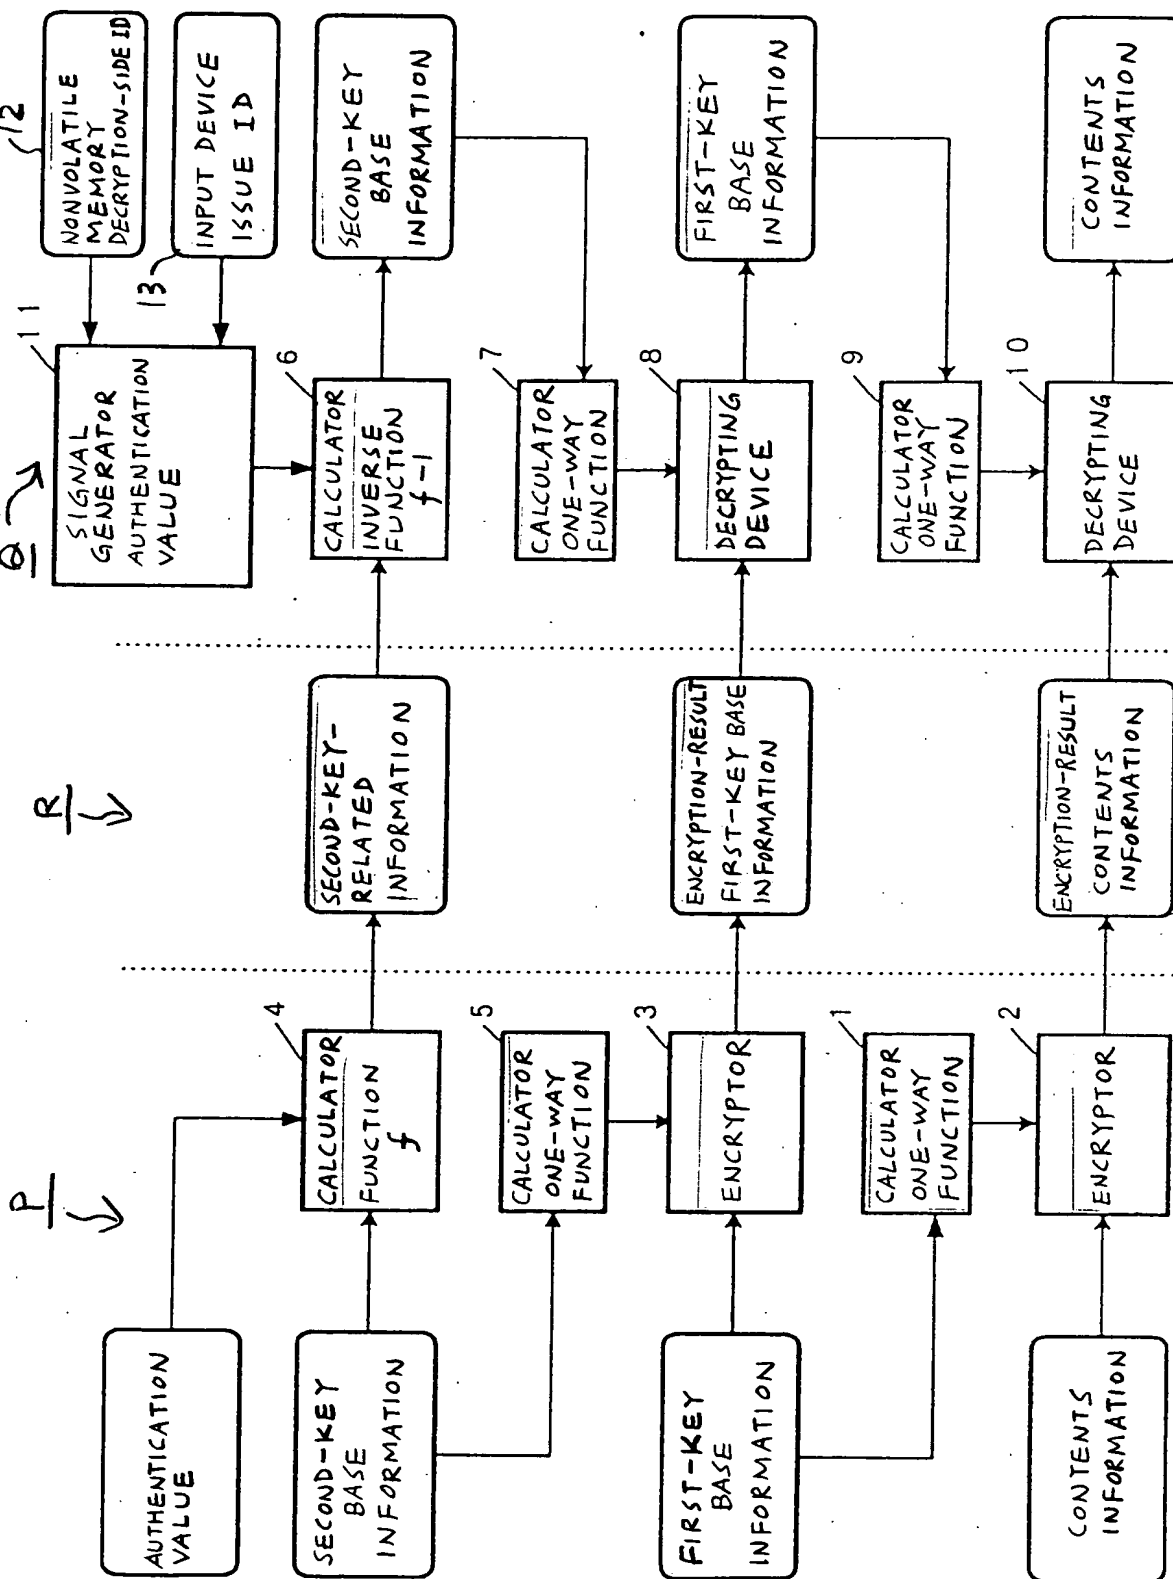 P
AUTHENTICATION
VALUE
SECOND-KEY
BASE
INFORMATION
FIRST-KEY
BASE
INFORMATION
CONTENTS
INFORMATION
4
CALCULATOR
FUNCTION
f
5
CALCULATOR
ONE-WAY
FUNCTION
3
ENCRYPTOR
1
CALCULATOR
ONE-WAY
FUNCTION
2
ENCRYPTOR
R
SECOND-KEY-
RELATED
INFORMATION
ENCRYPTION-RESULT
FIRST-KEY BASE
INFORMATION
ENCRYPTION-RESULT
CONTENTS
INFORMATION
Q
11
SIGNAL
GENERATOR
AUTHENTICATION
VALUE
12
NONVOLATILE
MEMORY
DECRYPTION-SIDE ID
13
INPUT DEVICE
ISSUE ID
6
CALCULATOR
INVERSE
FUNCTION
f-1
SECOND-KEY
BASE
INFORMATION
7
CALCULATOR
ONE-WAY
FUNCTION
8
DECRYPTING
DEVICE
FIRST-KEY
BASE
INFORMATION
9
CALCULATOR
ONE-WAY
FUNCTION
10
DECRYPTING
DEVICE
CONTENTS
INFORMATION